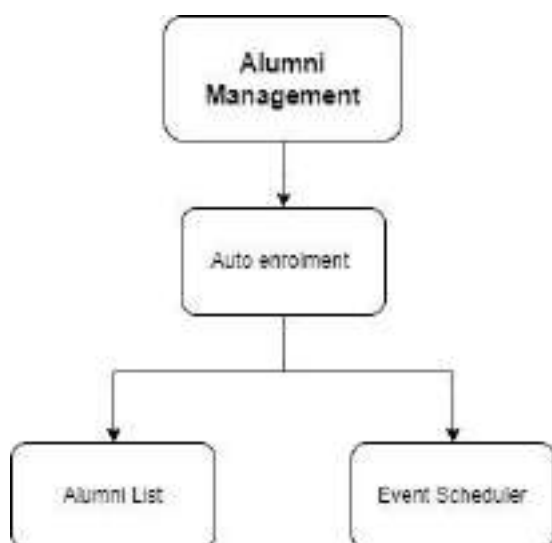 Alumni
Management
Auto enrolment
Alumni List
Event Scheduler